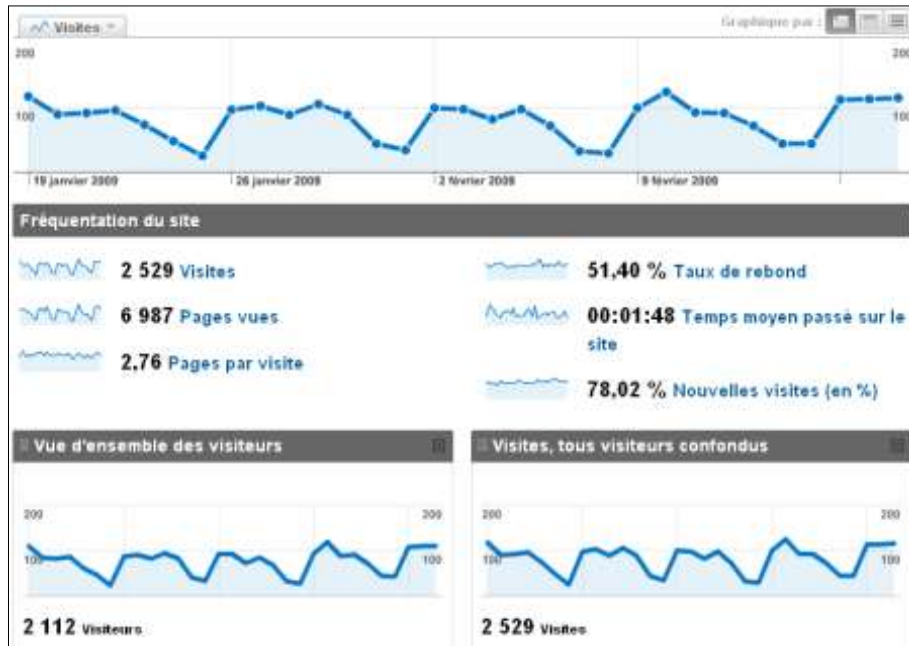 Visites
Graphique par :
200 200
100 100
19 janvier 2009 26 janvier 2009 2 février 2009 9 février 2009
Fréquentation du site
2 529 Visites
6 987 Pages vues
2,76 Pages par visite
51,40 % Taux de rebond
00:01:48 Temps moyen passé sur le
site
78,02 % Nouvelles visites (en %)
Vue d'ensemble des visiteurs
200 200
100 100
2 112 Visiteurs
Visites, tous visiteurs confondus
200 200
100 100
2 529 Visites